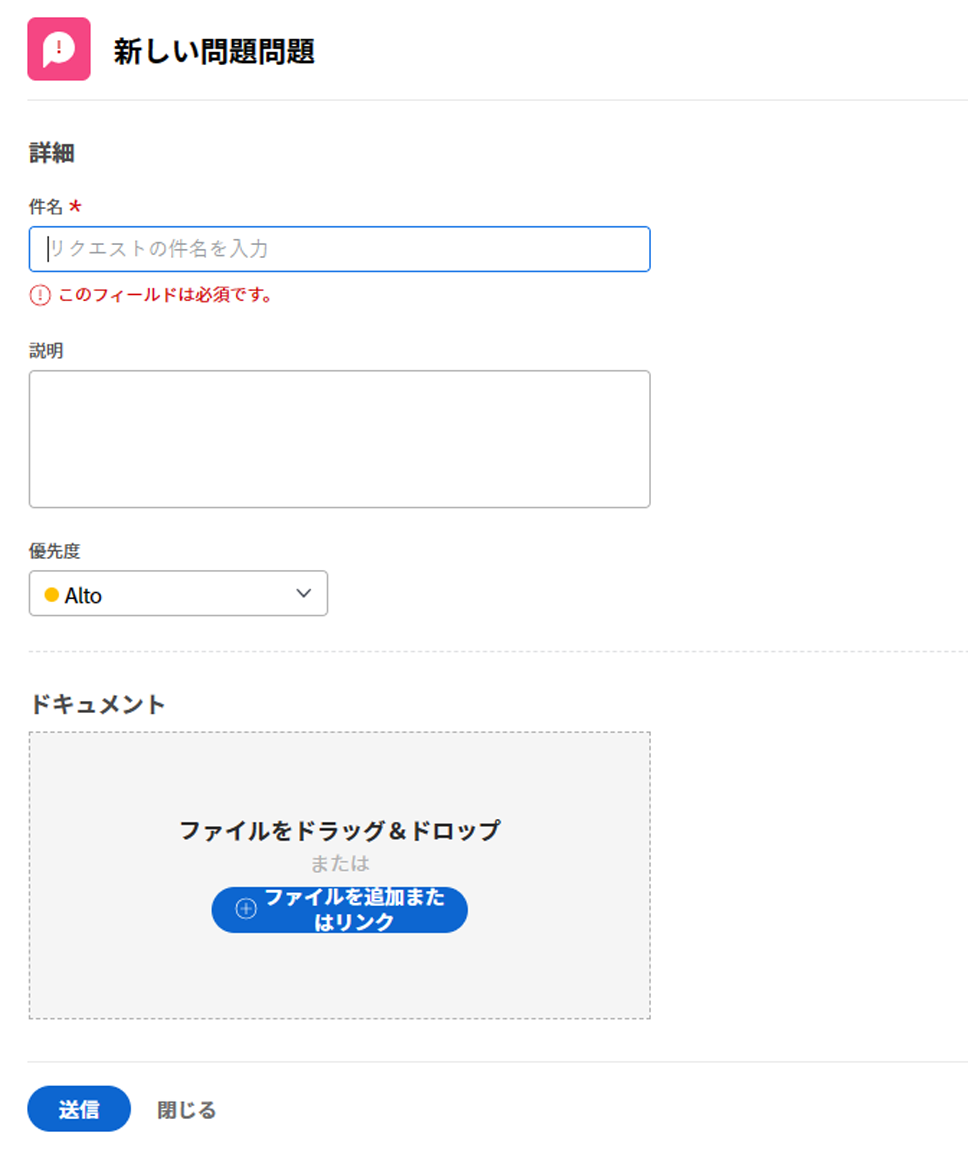 新しい問題問題
詳細
件名 *
リクエストの件名を入力
このフィールドは必須です。
説明
優先度
Alto
ドキュメント
ファイルをドラッグ＆ドロップ
または
ファイルを追加また
はリンク
送信
閉じる